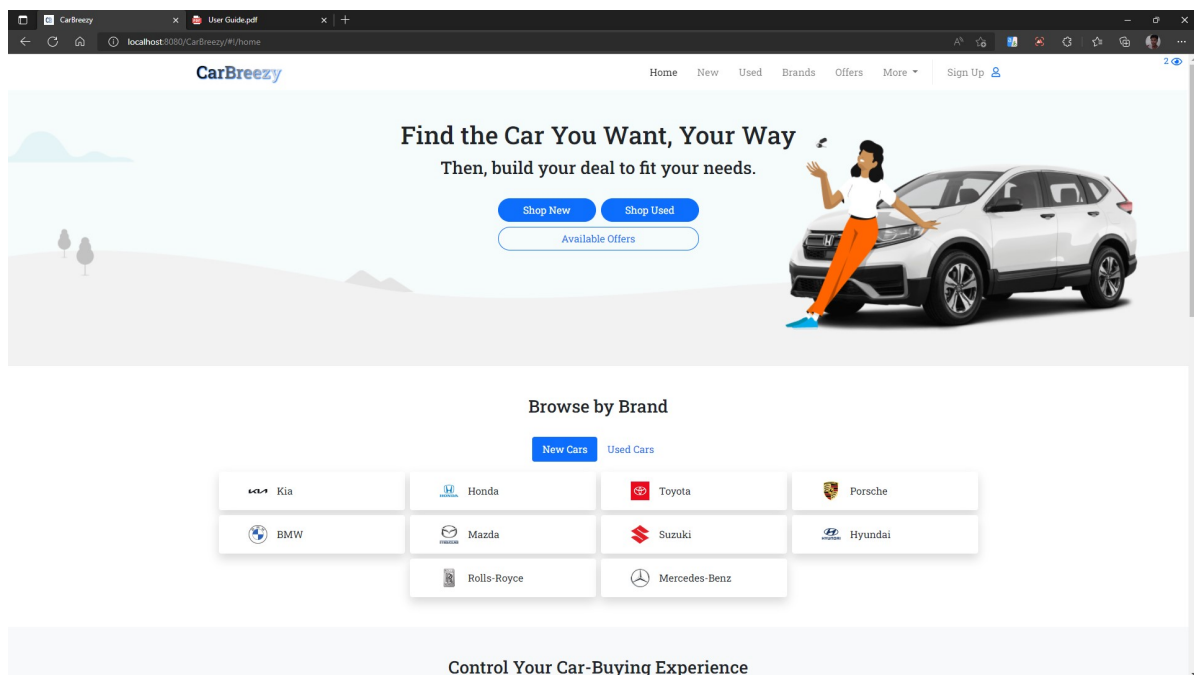 CarBreezy
User Guide.pdf
localhost:8080/CarBreezy/#!/home
CarBreezy
Home New Used Brands Offers More Sign Up
2
Find the Car You Want, Your Way
Then, build your deal to fit your needs.
Shop New Shop Used
Available Offers
Browse by Brand
New Cars Used Cars
Kia Honda Toyota Porsche
BMW Mazda Suzuki Hyundai
Rolls-Royce Mercedes-Benz
Control Your Car-Buying Experience